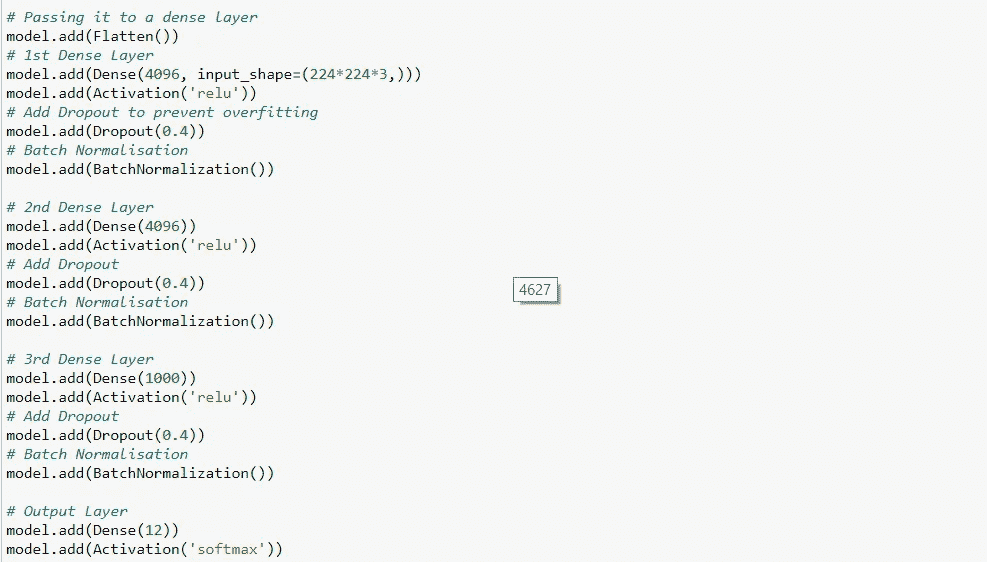 # Passing it to a dense layer
model.add(Flatten())
# 1st Dense Layer
model.add(Dense(4096, input_shape=(224*224*3,)))
model.add(Activation('relu'))
# Add Dropout to prevent overfitting
model.add(Dropout(0.4))
# Batch Normalisation
model.add(BatchNormalization())

# 2nd Dense Layer
model.add(Dense(4096))
model.add(Activation('relu'))
# Add Dropout
model.add(Dropout(0.4))
4627
# Batch Normalisation
model.add(BatchNormalization())

# 3rd Dense Layer
model.add(Dense(1000))
model.add(Activation('relu'))
# Add Dropout
model.add(Dropout(0.4))
# Batch Normalisation
model.add(BatchNormalization())

# Output Layer
model.add(Dense(12))
model.add(Activation('softmax'))